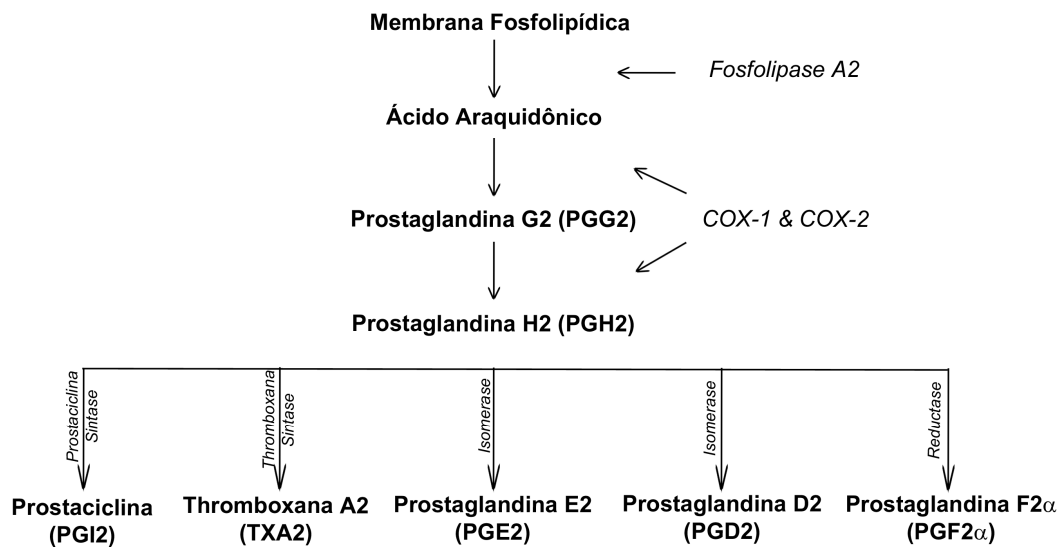 Membrana Fosfolipídica
Fosfolipase A2
Ácido Araquidônico
Prostaglandina G2 (PGG2)
COX-1 & COX-2
Prostaglandina H2 (PGH2)
Prostaciclina
Sintase
Thromboxana
Sintase
Isomerase
Isomerase
Reductase
Prostaciclina
(PGI2)
Thromboxana A2
(TXA2)
Prostaglandina E2
(PGE2)
Prostaglandina D2
(PGD2)
Prostaglandina F2α
(PGF2α)